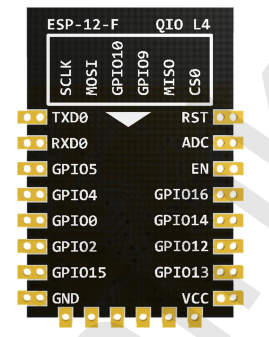 ESP-12-F QIO L4
SCLK MOSI GPIO10 GPIO9 MISO CS0
TXD0 RST
RXD0 ADC
GPIO5 EN
GPIO4 GPIO16
GPIO0 GPIO14
GPIO2 GPIO12
GPIO15 GPIO13
GND VCC